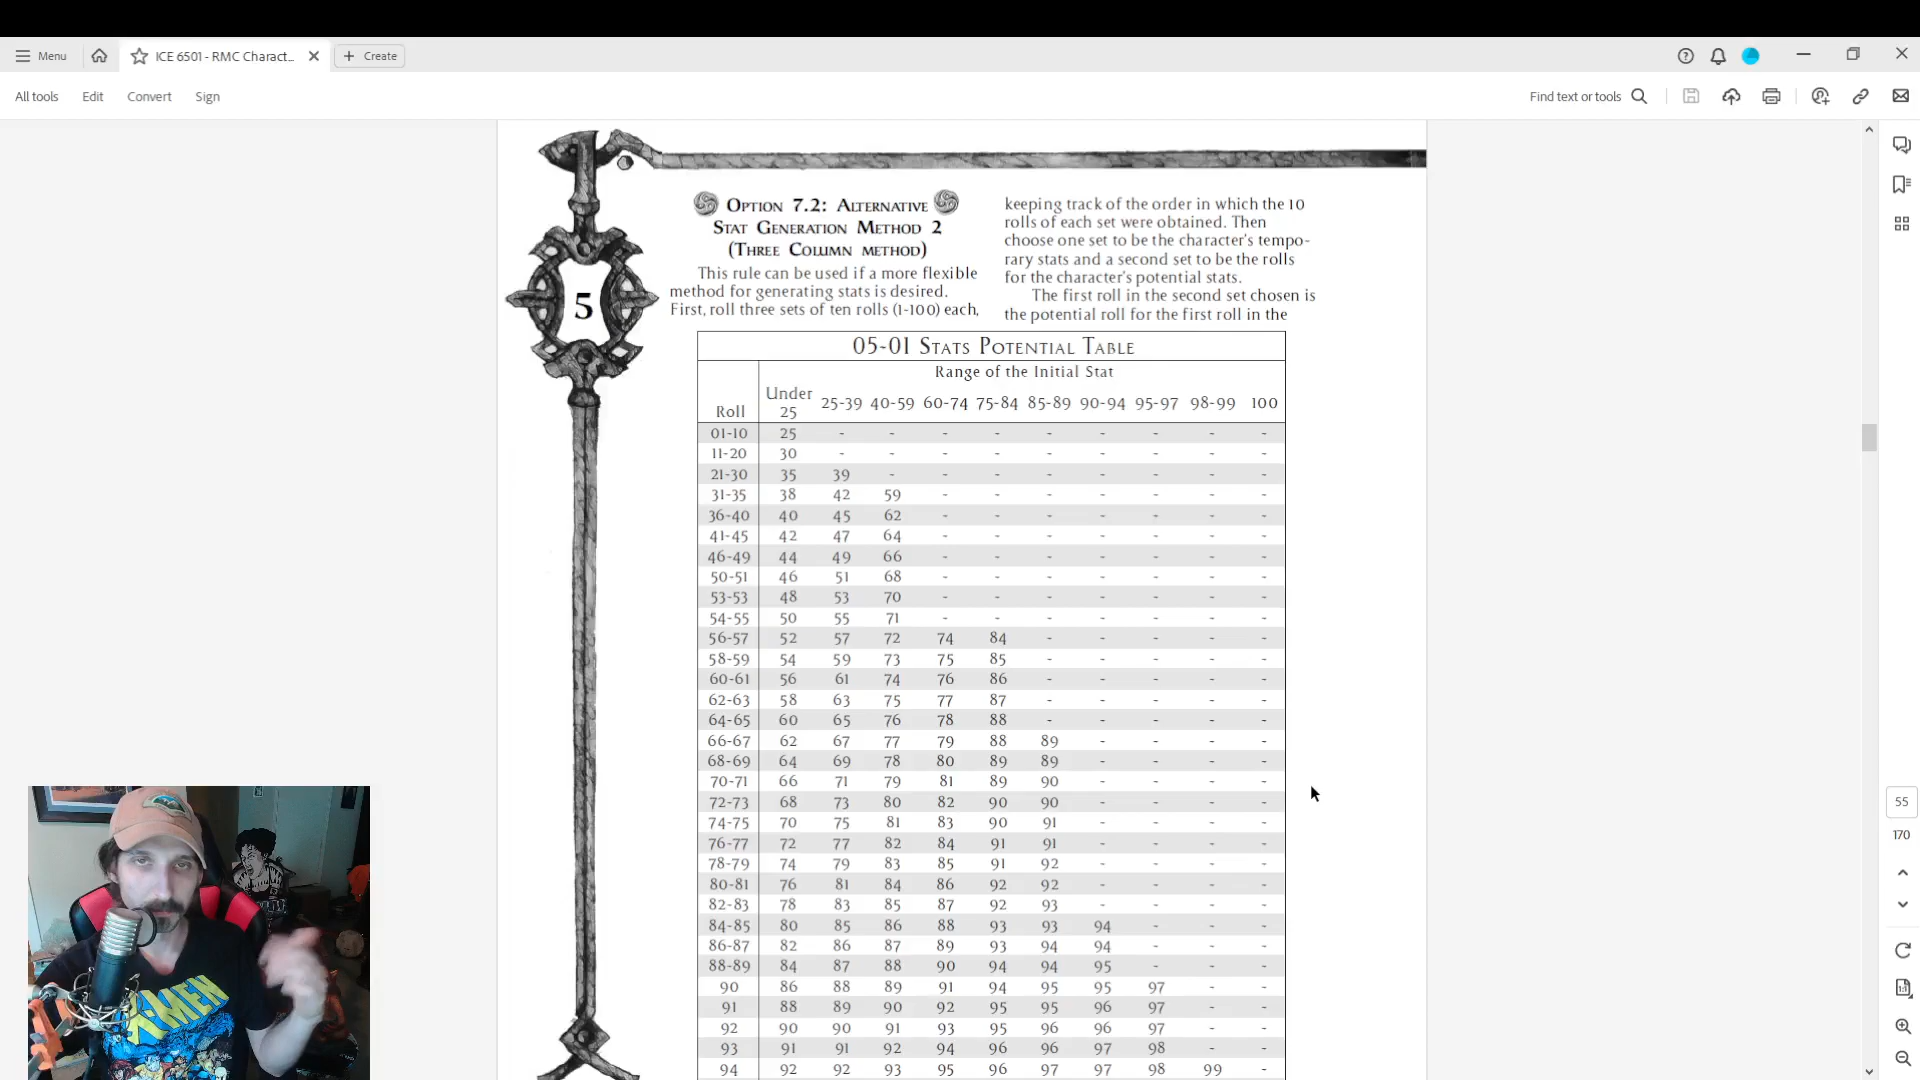 Menu
ICE 6501 - RMC Charact...
Create
All tools
Edit
Convert
Sign
Find text or tools
OPTION 7.2: ALTERNATIVE
STAT GENERATION METHOD 2
(THREE COLUMN METHOD)
This rule can be used if a more flexible
method for generating stats is desired.
First, roll three sets of ten rolls (1-100) each,
keeping track of the order in which the 10
rolls of each set were obtained. Then
choose one set to be the character's tempo-
rary stats and a second set to be the rolls
for the character's potential stats.
The first roll in the second set chosen is
the potential roll for the first roll in the
5
05-01 STATS POTENTIAL TABLE
Range of the Initial Stat
Roll Under 25 25-39 40-59 60-74 75-84 85-89 90-94 95-97 98-99 100
01-10 25 - - - - - - - - -
11-20 30 - - - - - - - - -
21-30 35 39 - - - - - - - -
31-35 38 42 59 - - - - - - -
36-40 40 45 62 - - - - - - -
41-45 42 47 64 - - - - - - -
46-49 44 49 66 - - - - - - -
50-51 46 51 68 - - - - - - -
53-53 48 53 70 - - - - - - -
54-55 50 55 71 - - - - - - -
56-57 52 57 72 74 84 - - - - -
58-59 54 59 73 75 85 - - - - -
60-61 56 61 74 76 86 - - - - -
62-63 58 63 75 77 87 - - - - -
64-65 60 65 76 78 88 - - - - -
66-67 62 67 77 79 88 89 - - - -
68-69 64 69 78 80 89 89 - - - -
70-71 66 71 79 81 89 90 - - - -
72-73 68 73 80 82 90 90 - - - -
74-75 70 75 81 83 90 91 - - - -
76-77 72 77 82 84 91 91 - - - -
78-79 74 79 83 85 91 92 - - - -
80-81 76 81 84 86 92 92 - - - -
82-83 78 83 85 87 92 93 - - - -
84-85 80 85 86 88 93 93 94 - - -
86-87 82 86 87 89 93 94 94 - - -
88-89 84 87 88 90 94 94 95 - - -
90 86 88 89 91 94 95 95 97 - -
91 88 89 90 92 95 95 96 97 - -
92 90 90 91 93 95 96 96 97 - -
93 91 91 92 94 96 96 97 98 - -
94 92 92 93 95 96 97 97 98 99 -
55
170
X-MEN